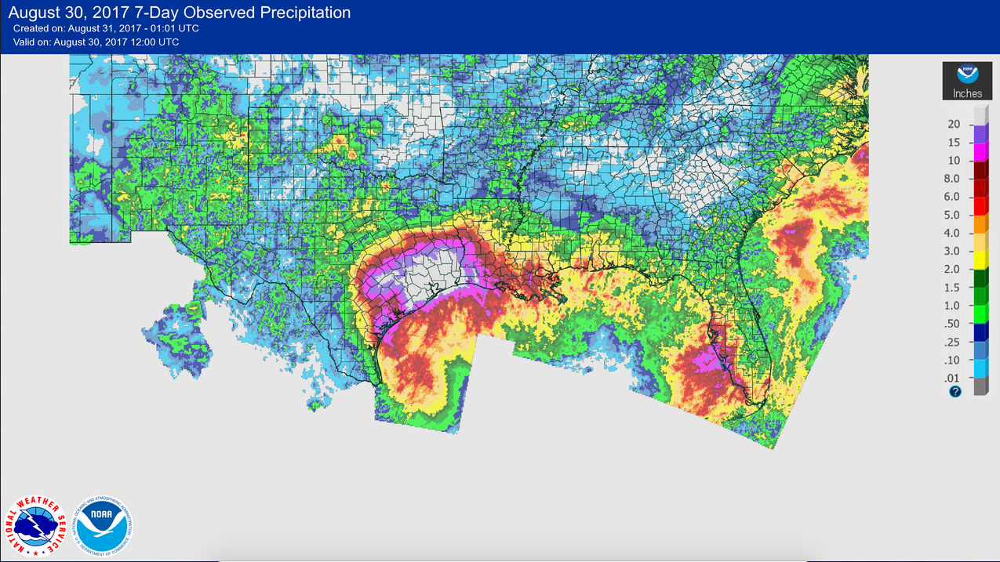 August 30, 2017 7-Day Observed Precipitation
Created on: August 31, 2017 - 01:01 UTC
Valid on: August 30, 2017 12:00 UTC
NOAA
Inches
20
15
10
8.0
6.0
5.0
4.0
3.0
2.0
1.5
1.0
.50
.25
.10
.01
?
NATIONAL WEATHER SERVICE
NATIONAL OCEANIC AND ATMOSPHERIC ADMINISTRATION
NOAA
U.S. DEPARTMENT OF COMMERCE